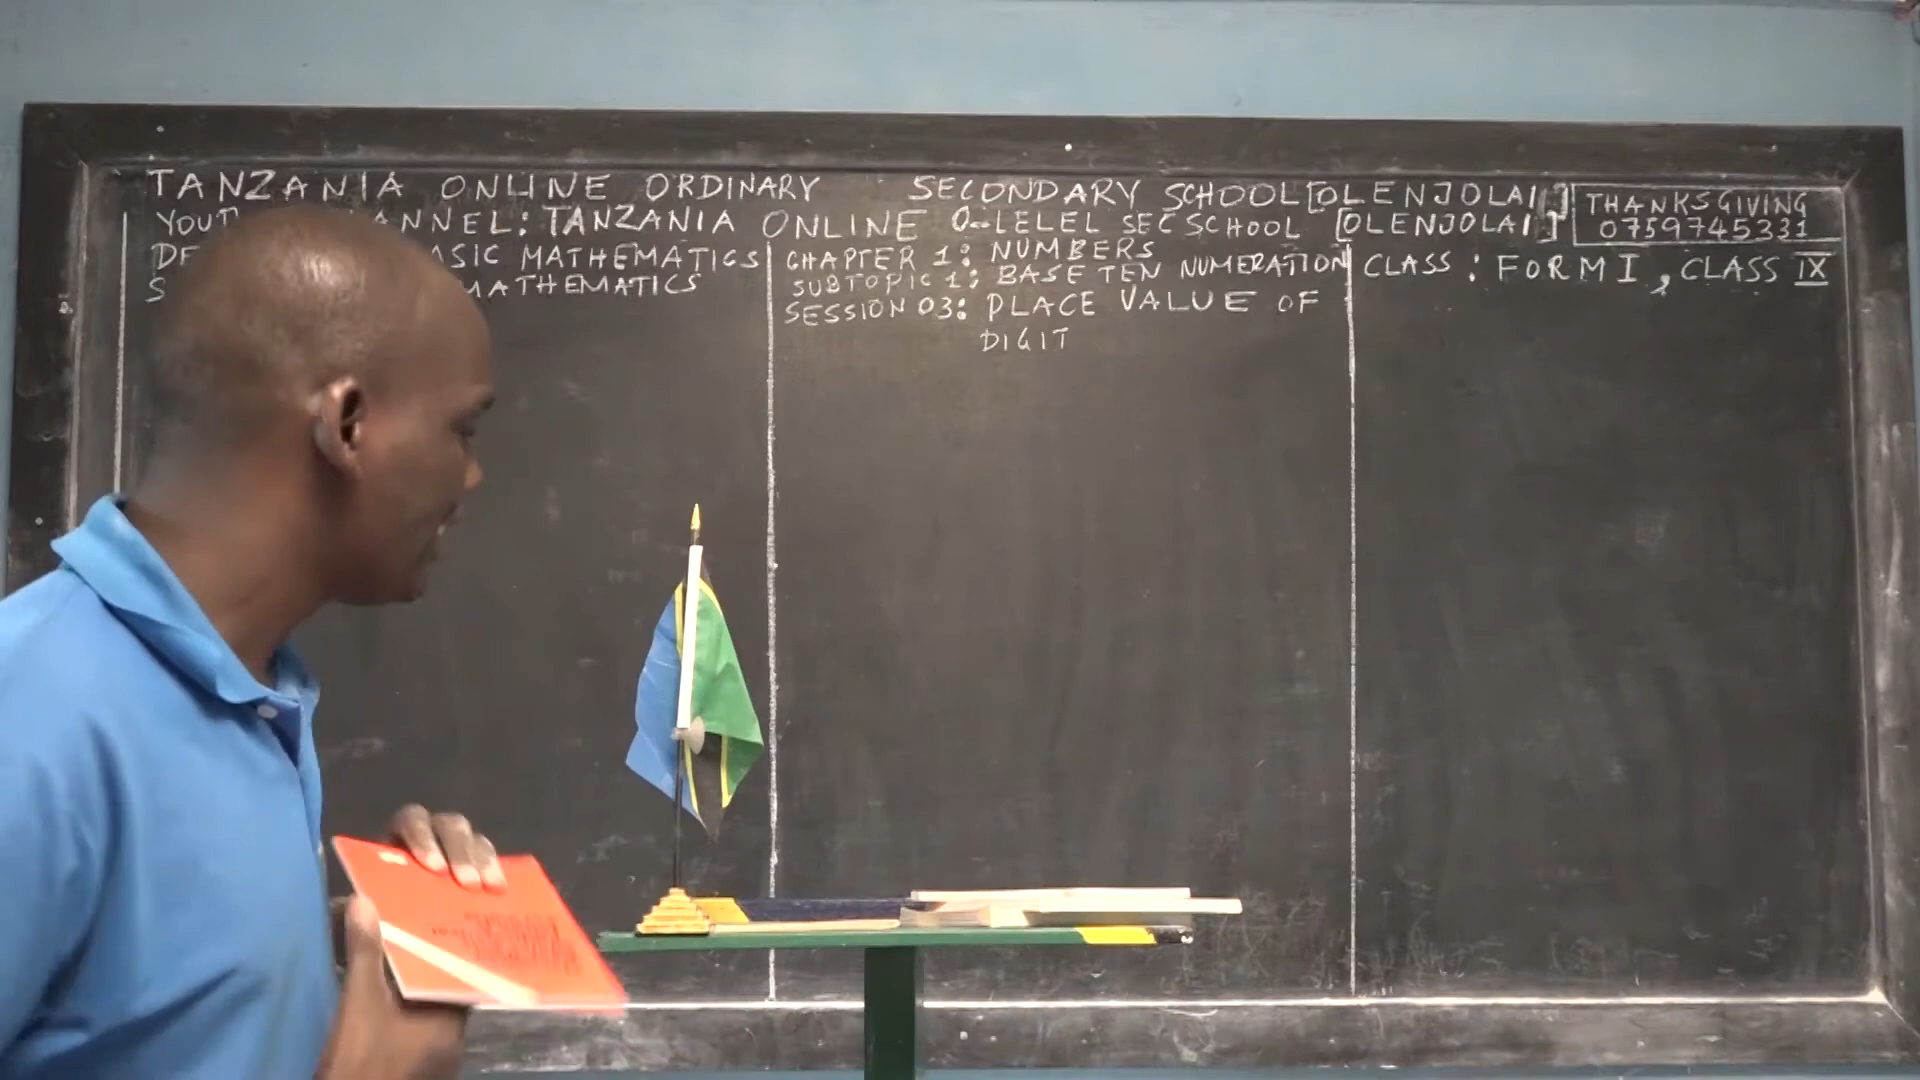 TANZANIA ONLINE ORDINARY SECONDARY SCHOOL [OLENJOLAI]
ANNEL: TANZANIA ONLINE O-LELEL SEC SCHOOL [OLENJOLAI]
THANKSGIVING
0759745331
ASIC MATHEMATICS
MATHEMATICS
CHAPTER 1: NUMBERS
SUBTOPIC 1: BASE TEN NUMERATION
SESSION 03: PLACE VALUE OF
DIGIT
CLASS: FORM I, CLASS IX